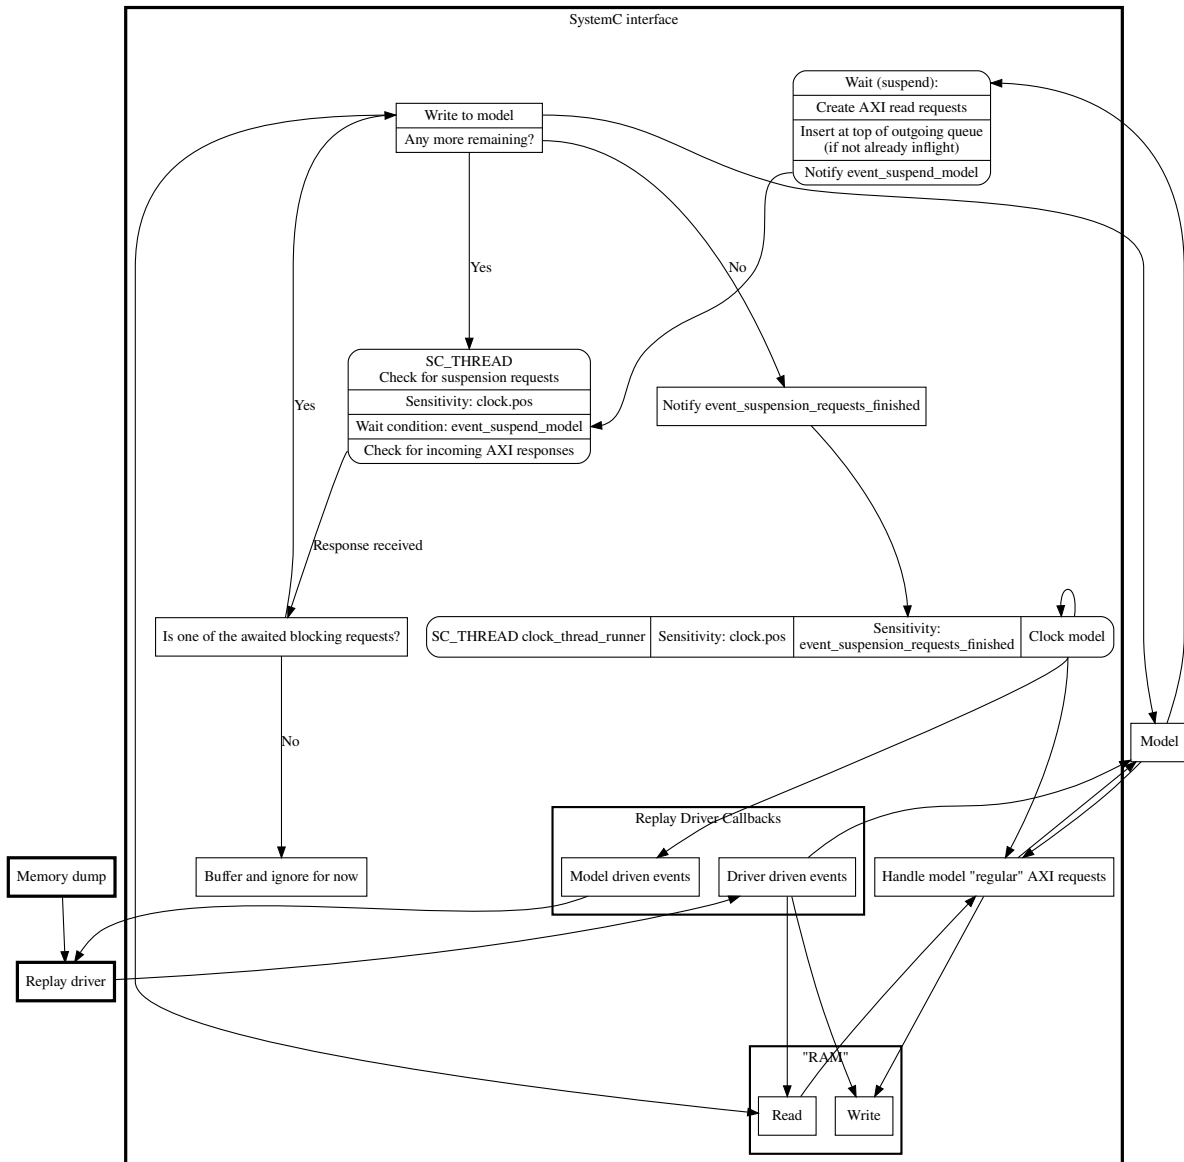 SystemC interface
Wait (suspend):
Create AXI read requests
Insert at top of outgoing queue
(if not already inflight)
Notify event_suspend_model
Write to model
Any more remaining?
Yes
No
SC_THREAD
Check for suspension requests
Sensitivity: clock.pos
Wait condition: event_suspend_model
Check for incoming AXI responses
Notify event_suspension_requests_finished
Yes
Response received
Is one of the awaited blocking requests?
SC_THREAD clock_thread_runner
Sensitivity: clock.pos
Sensitivity:
event_suspension_requests_finished
Clock model
No
Model
Replay Driver Callbacks
Memory dump
Buffer and ignore for now
Model driven events
Driver driven events
Handle model "regular" AXI requests
Replay driver
"RAM"
Read
Write